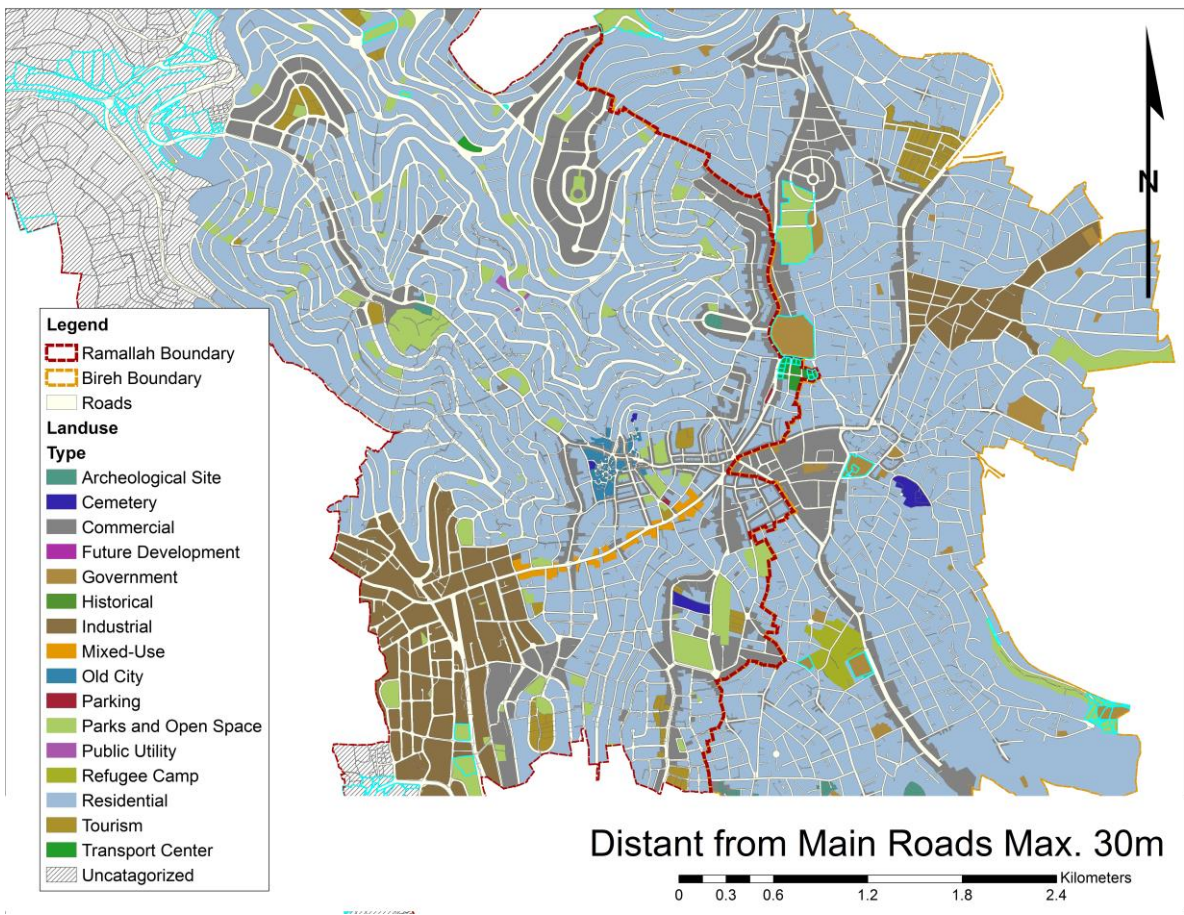 N
Legend
Ramallah Boundary
Bireh Boundary
Roads
Landuse
Type
Archeological Site
Cemetery
Commercial
Future Development
Government
Historical
Industrial
Mixed-Use
Old City
Parking
Parks and Open Space
Public Utility
Refugee Camp
Residential
Tourism
Transport Center
Uncatagorized
Distant from Main Roads Max. 30m
Kilometers
0 0.3 0.6 1.2 1.8 2.4